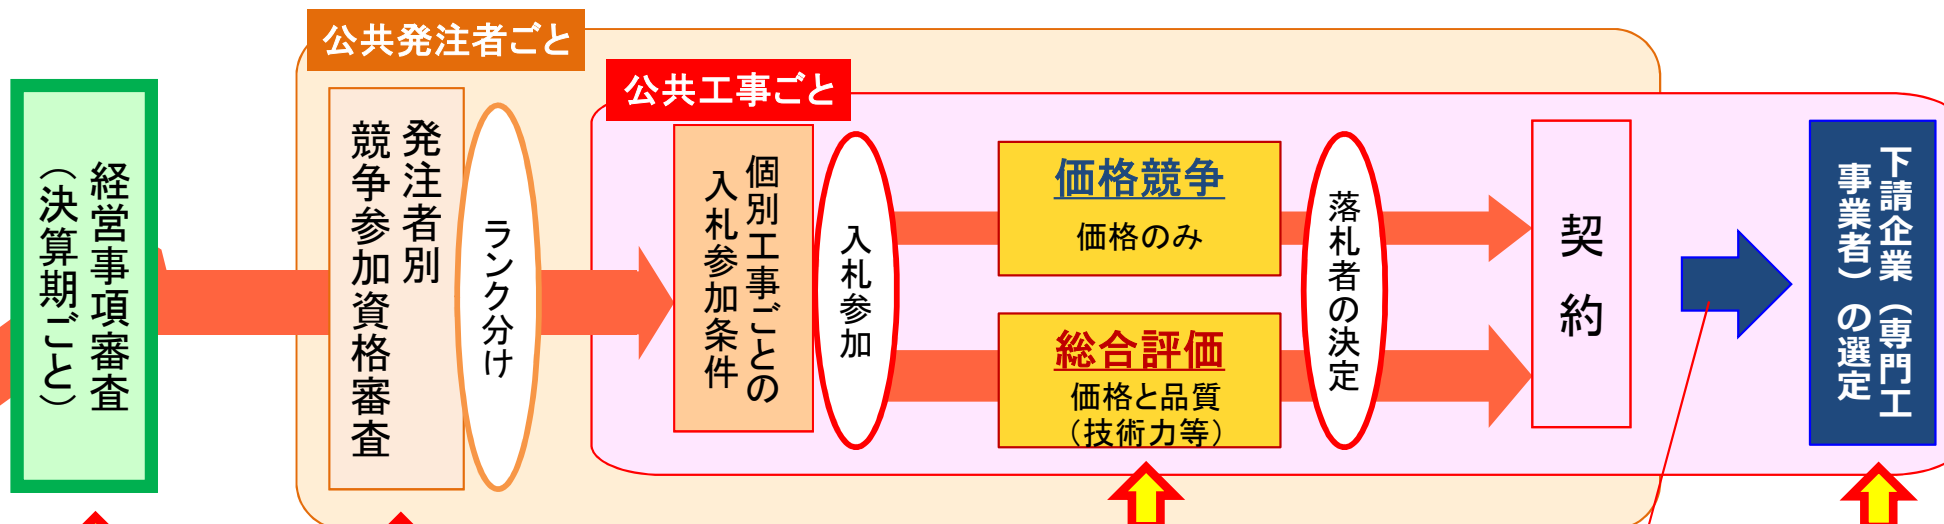 公共発注者ごと
公共工事ごと
経営事項審査
（決算期ごと）
発注者別
競争参加資格審査
ランク分け
個別工事ごとの
入札参加条件
入札参加
価格競争
価格のみ
総合評価
価格と品質
（技術力等）
落札者の決定
契約
下請企業（専門工
事業者）の選定